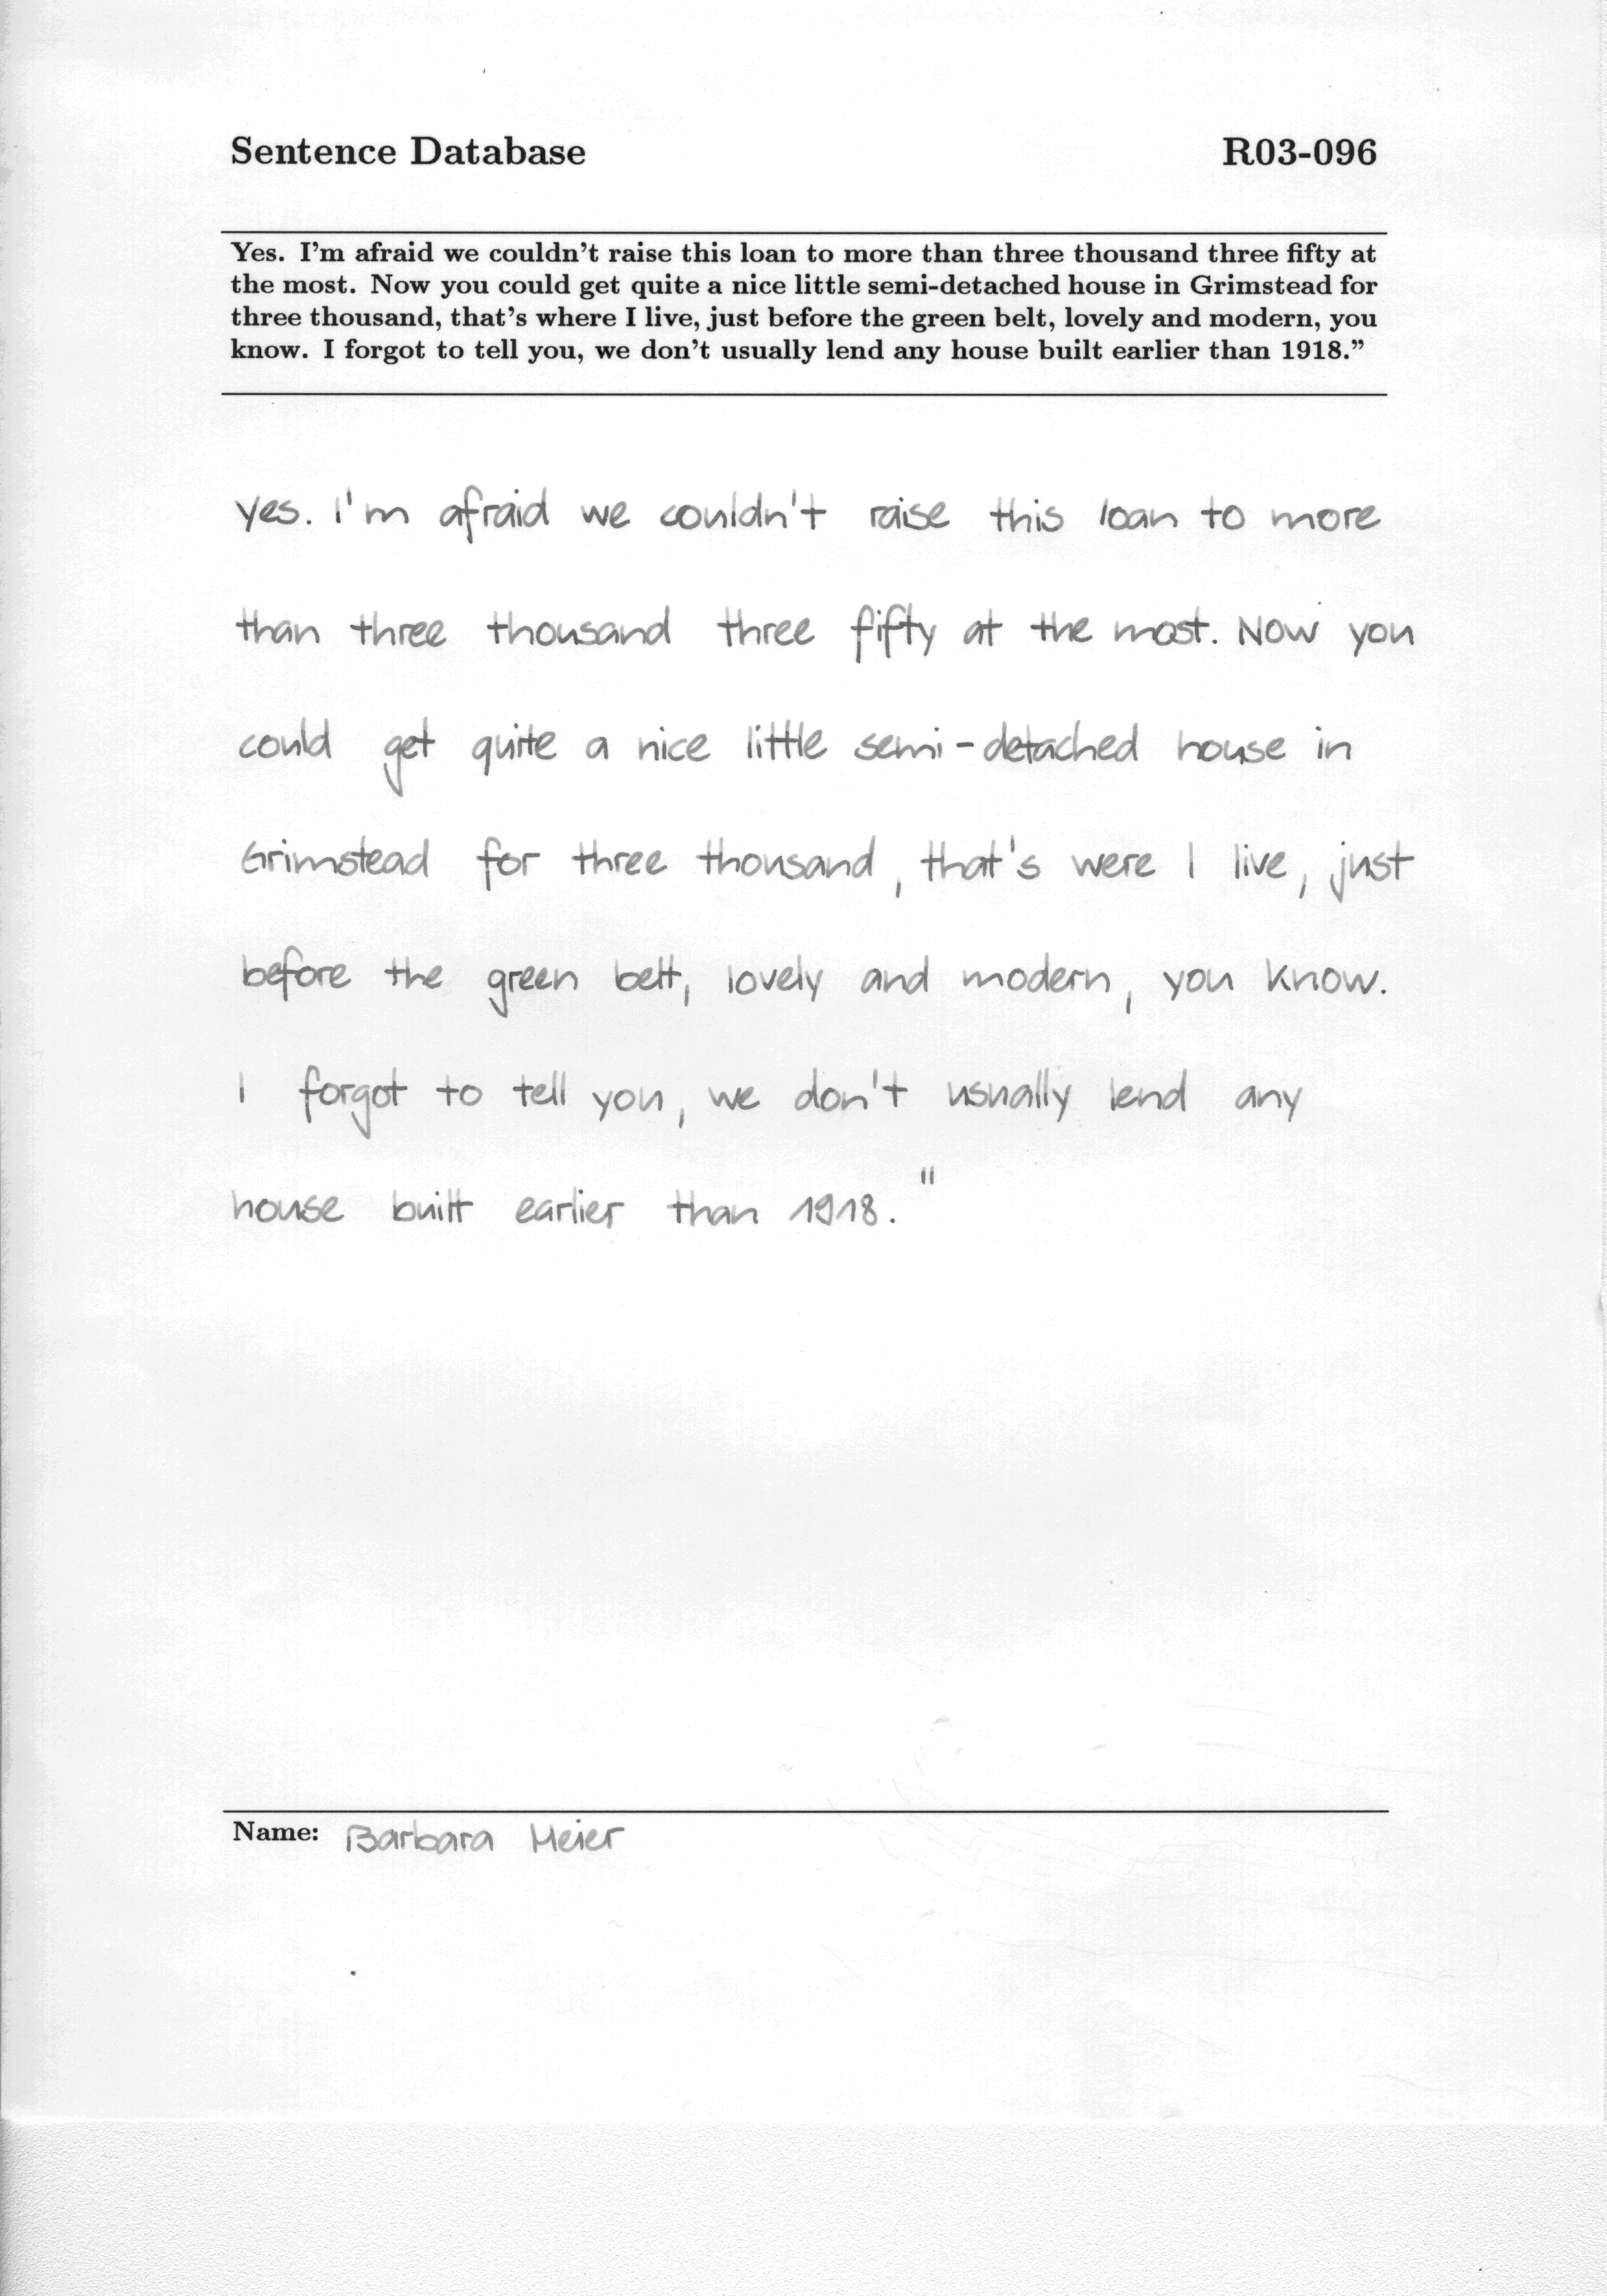 Sentence Database R03-096
Yes. I'm afraid we couldn't raise this loan to more than three thousand three fifty at
the most. Now you could get quite a nice little semi-detached house in Grimstead for
three thousand, that's where I live, just before the green belt, lovely and modern, you
know. I forgot to tell you, we don't usually lend any house built earlier than 1918.”
Yes. I'm afraid we couldn't raise this loan to more
than three thousand three fifty at the most. Now you
could get quite a nice little semi-detached house in
Grimstead for three thousand, that's were I live, just
before the green belt, lovely and modern, you know.
I forgot to tell you, we don't usually lend any
house built earlier than 1918."
Name: Barbara Meier